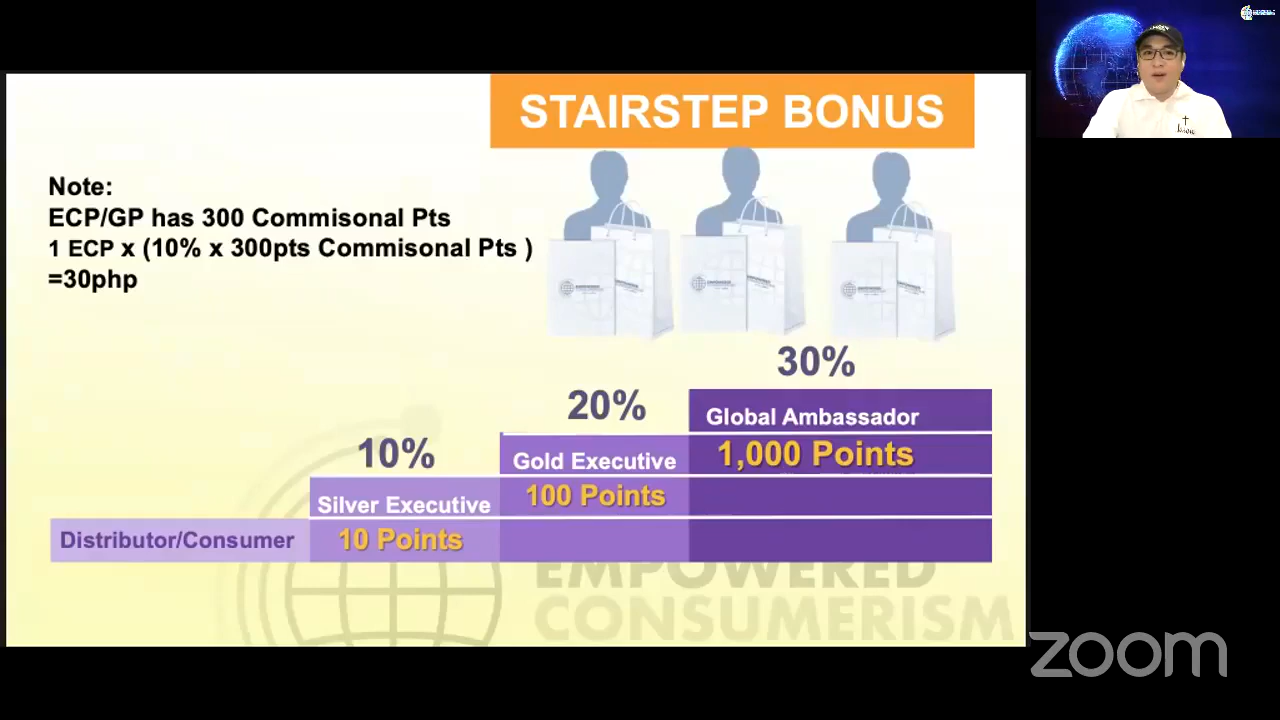 STAIRSTEP BONUS
Note:
ECP/GP has 300 Commisonal Pts
1 ECP x (10% x 300pts Commisonal Pts )
=30php
30%
20%
Global Ambassador
10%
Gold Executive
1,000 Points
Silver Executive
100 Points
Distributor/Consumer
10 Points
EMPOWERED
CONSUMERISM
zoom